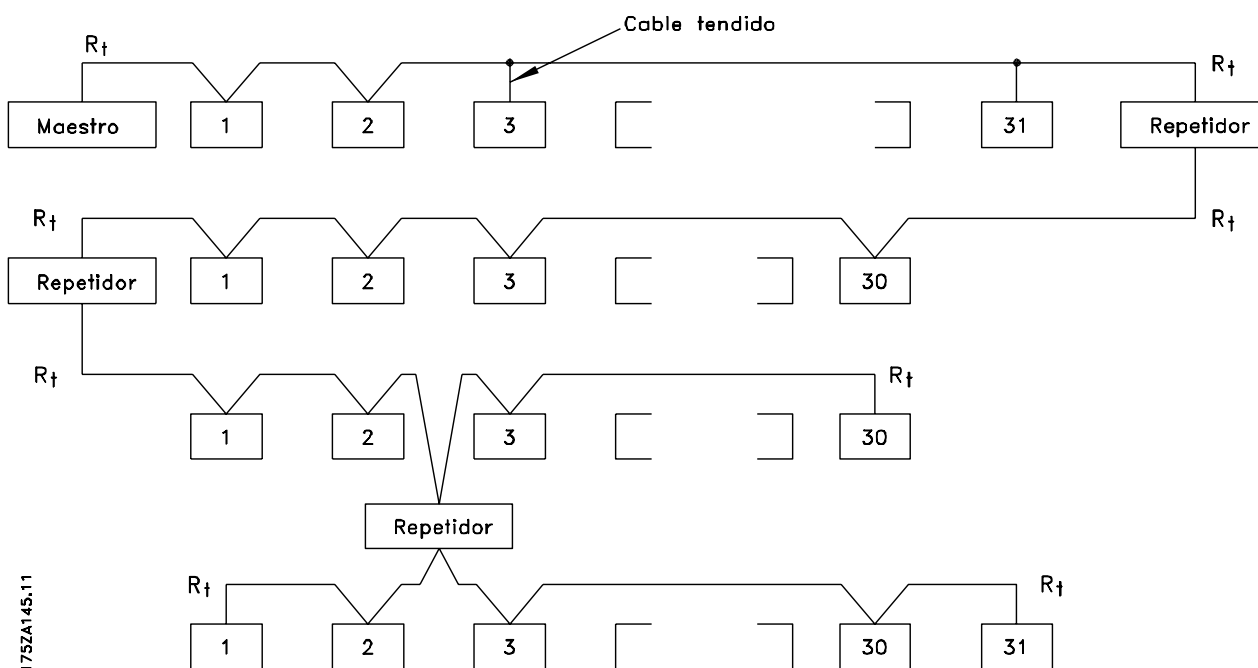 Cable tendido
Rt Rt
Maestro 1 2 3 31 Repetidor
Rt Rt
Repetidor 1 2 3 30
Rt Rt
1 2 3 30
Repetidor
Rt Rt
1 2 3 30 31
175ZA145.11